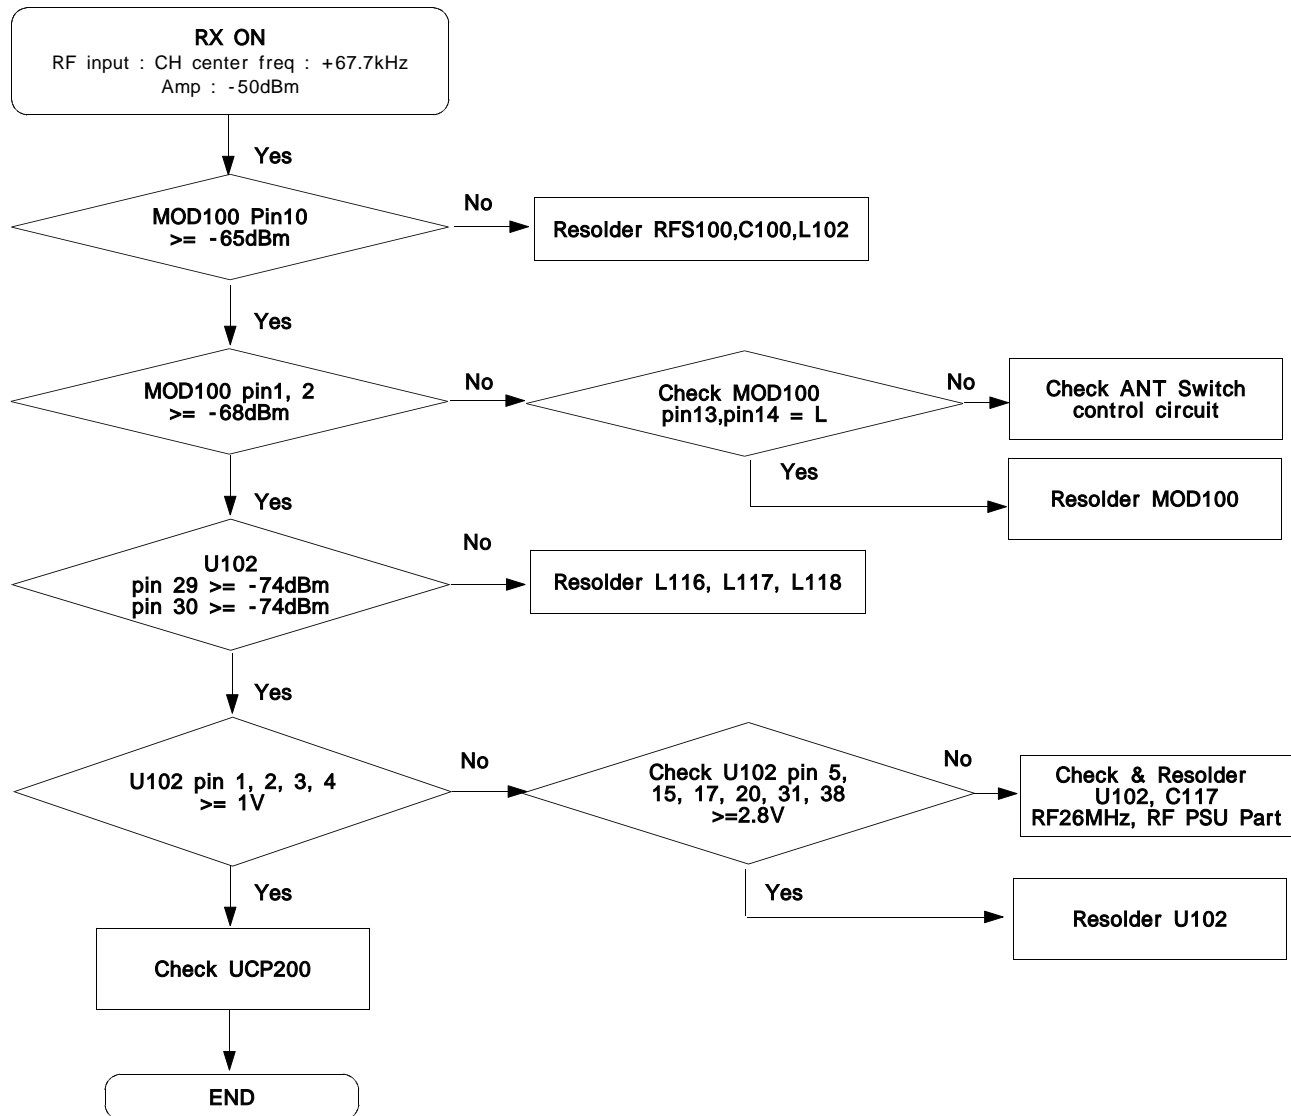 RX ON
RF input : CH center freq : +67.7kHz
Amp : -50dBm
Yes
MOD100 Pin10
>= -65dBm
No
Resolder RFS100,C100,L102
Yes
MOD100 pin1, 2
>= -68dBm
No
Check MOD100
pin13,pin14 = L
No
Check ANT Switch
control circuit
Yes
Resolder MOD100
Yes
U102
pin 29 >= -74dBm
pin 30 >= -74dBm
No
Resolder L116, L117, L118
Yes
U102 pin 1, 2, 3, 4
>= 1V
No
Check U102 pin 5,
15, 17, 20, 31, 38
>=2.8V
No
Check & Resolder
U102, C117
RF26MHz, RF PSU Part
Yes
Resolder U102
Yes
Check UCP200
END